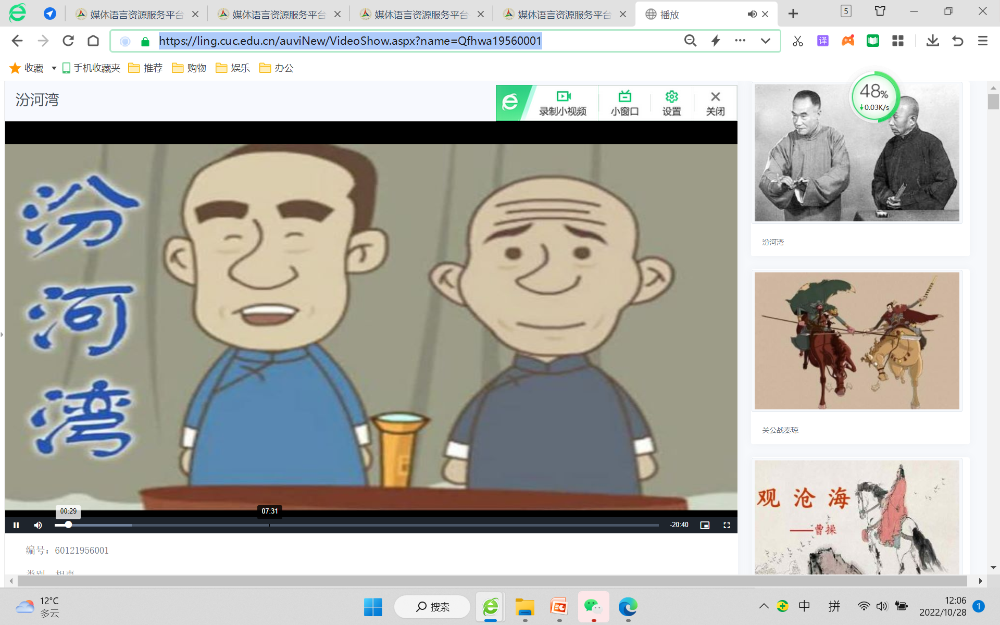 媒体语言资源服务平台
媒体语言资源服务平台
媒体语言资源服务平台
媒体语言资源服务平台
播放
5
https://ling.cuc.edu.cn/auviNew/VideoShow.aspx?name=Qfhwa19560001
译
收藏
手机收藏夹
推荐
购物
娱乐
办公
汾河湾
录制小视频
小窗口
设置
关闭
48%
0.03K/s
汾
河
湾
汾河湾
关公战秦琼
观沧海
——曹操
00:29
07:31
-20:40
编号：60121956001
类别：相声
12°C
多云
搜索
中
拼
12:06
2022/10/28
1